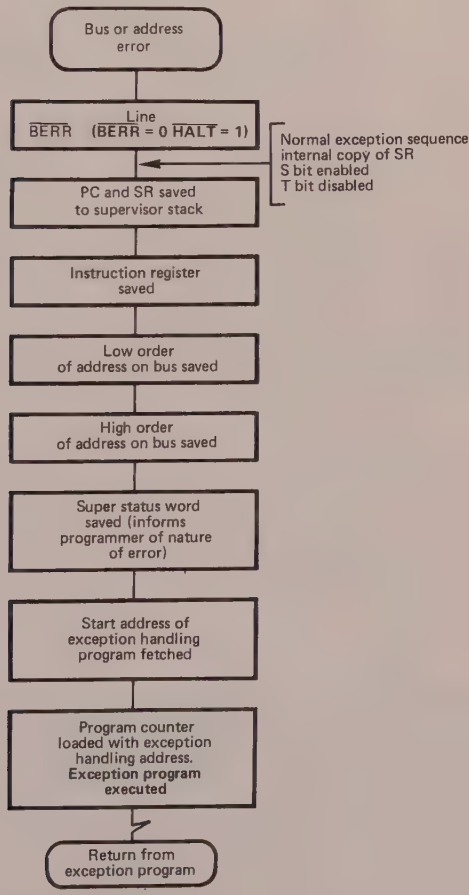 Bus or address
error
Line
BERR (BERR = 0 HALT = 1)
Normal exception sequence
internal copy of SR
S bit enabled
T bit disabled
PC and SR saved
to supervisor stack
Instruction register
saved
Low order
of address on bus saved
High order
of address on bus saved
Super status word
saved (informs
programmer of nature
of error)
Start address of
exception handling
program fetched
Program counter
loaded with exception
handling address.
Exception program
executed
Return from
exception program